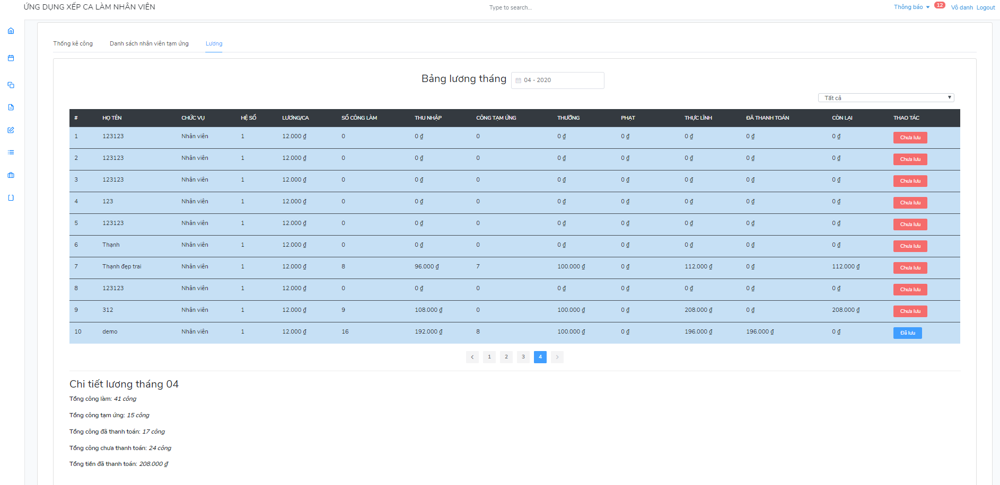 ỨNG DỤNG XẾP CA LÀM NHÂN VIÊN Type to search... Thông báo 12 Vô danh Logout
Thống kê công Danh sách nhân viên tạm ứng Lương
Bảng lương tháng 04 - 2020
Tất cả
# HỌ TÊN CHỨC VỤ HỆ SỐ LƯƠNG/CA SỐ CÔNG LÀM THU NHẬP CÔNG TẠM ỨNG THƯỞNG PHẠT THỰC LĨNH ĐÃ THANH TOÁN CÒN LẠI THAO TÁC
1 123123 Nhân viên 1 12.000 ₫ 0 0 ₫ 0 0 ₫ 0 ₫ 0 ₫ 0 ₫ 0 ₫ Chưa lưu
2 123123 Nhân viên 1 12.000 ₫ 0 0 ₫ 0 0 ₫ 0 ₫ 0 ₫ 0 ₫ 0 ₫ Chưa lưu
3 123123 Nhân viên 1 12.000 ₫ 0 0 ₫ 0 0 ₫ 0 ₫ 0 ₫ 0 ₫ 0 ₫ Chưa lưu
4 123 Nhân viên 1 12.000 ₫ 0 0 ₫ 0 0 ₫ 0 ₫ 0 ₫ 0 ₫ 0 ₫ Chưa lưu
5 123123 Nhân viên 1 12.000 ₫ 0 0 ₫ 0 0 ₫ 0 ₫ 0 ₫ 0 ₫ 0 ₫ Chưa lưu
6 Thạnh Nhân viên 1 12.000 ₫ 0 0 ₫ 0 0 ₫ 0 ₫ 0 ₫ 0 ₫ 0 ₫ Chưa lưu
7 Thạnh đẹp trai Nhân viên 1 12.000 ₫ 8 96.000 ₫ 7 100.000 ₫ 0 ₫ 112.000 ₫ 0 ₫ 112.000 ₫ Chưa lưu
8 123123 Nhân viên 1 12.000 ₫ 0 0 ₫ 0 0 ₫ 0 ₫ 0 ₫ 0 ₫ 0 ₫ Chưa lưu
9 312 Nhân viên 1 12.000 ₫ 9 108.000 ₫ 0 100.000 ₫ 0 ₫ 208.000 ₫ 0 ₫ 208.000 ₫ Chưa lưu
10 demo Nhân viên 1 12.000 ₫ 16 192.000 ₫ 8 100.000 ₫ 0 ₫ 196.000 ₫ 196.000 ₫ 0 ₫ Đã lưu
1 2 3 4
Chi tiết lương tháng 04
Tổng công làm: 41 công
Tổng công tạm ứng: 15 công
Tổng công đã thanh toán: 17 công
Tổng công chưa thanh toán: 24 công
Tổng tiền đã thanh toán: 208.000 ₫